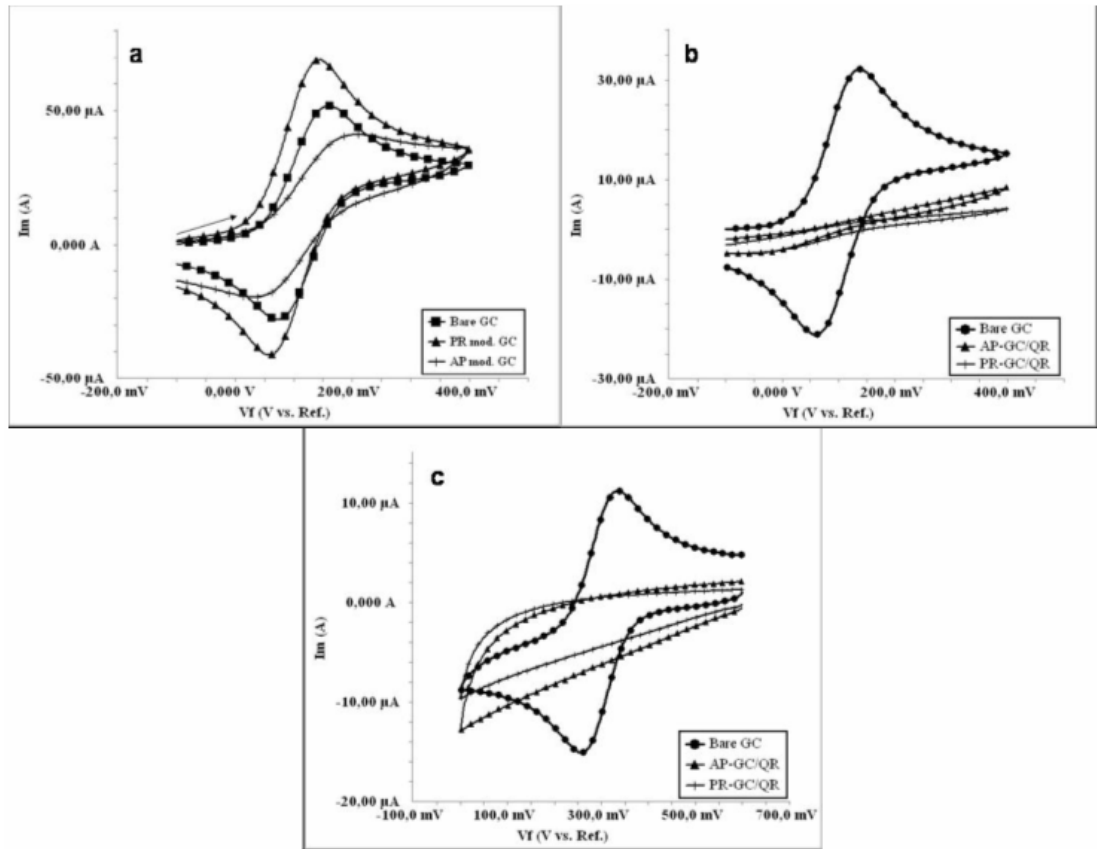 a
50,00 µA
0,000 A
-50,00 µA
-200,0 mV
0,000 V
200,0 mV
400,0 mV
Vf (V vs. Ref.)
Im (A)
Bare GC
PR mod. GC
AP mod. GC
b
30,00 µA
10,00 µA
-10,00 µA
-30,00 µA
-200,0 mV
0,000 V
200,0 mV
400,0 mV
Vf (V vs. Ref.)
Im (A)
Bare GC
AP-GC/QR
PR-GC/QR
c
10,00 µA
0,000 A
-10,00 µA
-20,00 µA
-100,0 mV
100,0 mV
300,0 mV
500,0 mV
700,0 mV
Vf (V vs. Ref.)
Im (A)
Bare GC
AP-GC/QR
PR-GC/QR